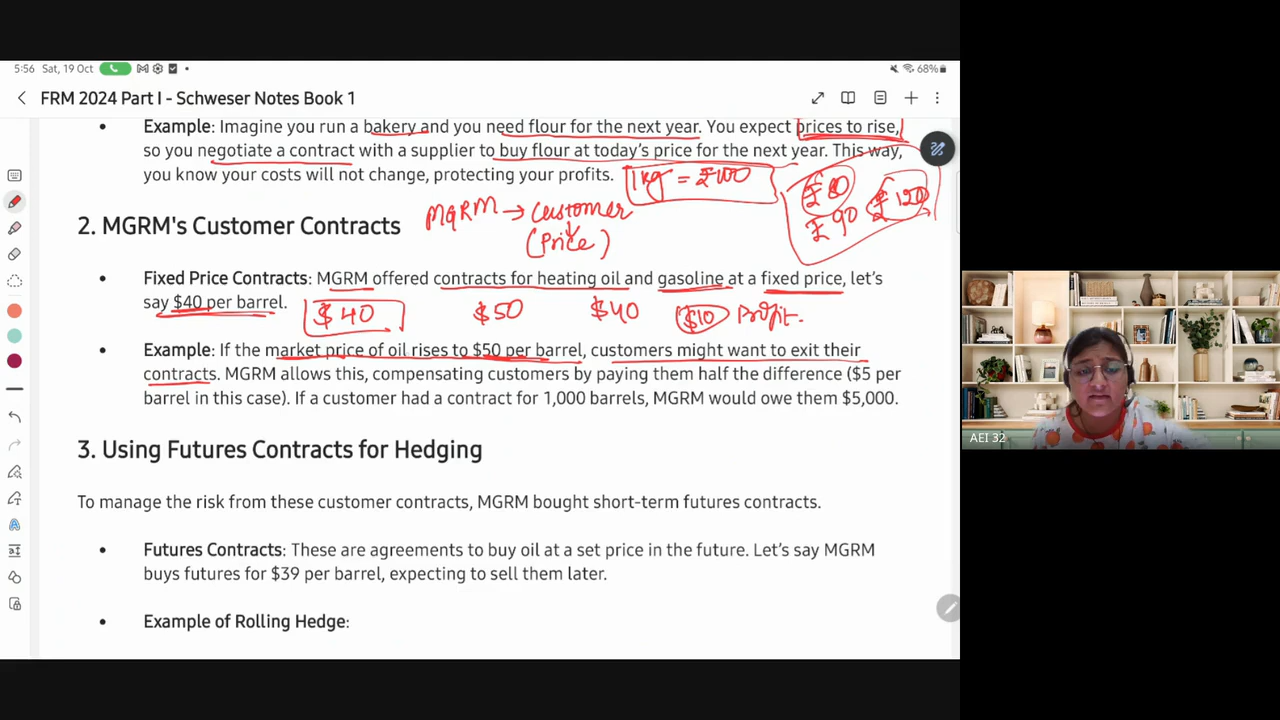 5:56 Sat, 19 Oct
68%
FRM 2024 Part I - Schweser Notes Book 1
• Example: Imagine you run a bakery and you need flour for the next year. You expect prices to rise,
so you negotiate a contract with a supplier to buy flour at today's price for the next year. This way,
you know your costs will not change, protecting your profits.
1kg = ₹100
₹80 ₹120
₹90
2. MGRM's Customer Contracts
MGRM → Customer
(Price)
• Fixed Price Contracts: MGRM offered contracts for heating oil and gasoline at a fixed price, let's
say $40 per barrel.
$40 $50 $40 $10 Profit.
• Example: If the market price of oil rises to $50 per barrel, customers might want to exit their
contracts. MGRM allows this, compensating customers by paying them half the difference ($5 per
barrel in this case). If a customer had a contract for 1,000 barrels, MGRM would owe them $5,000.
3. Using Futures Contracts for Hedging
To manage the risk from these customer contracts, MGRM bought short-term futures contracts.
• Futures Contracts: These are agreements to buy oil at a set price in the future. Let's say MGRM
buys futures for $39 per barrel, expecting to sell them later.
• Example of Rolling Hedge:
AEI 32